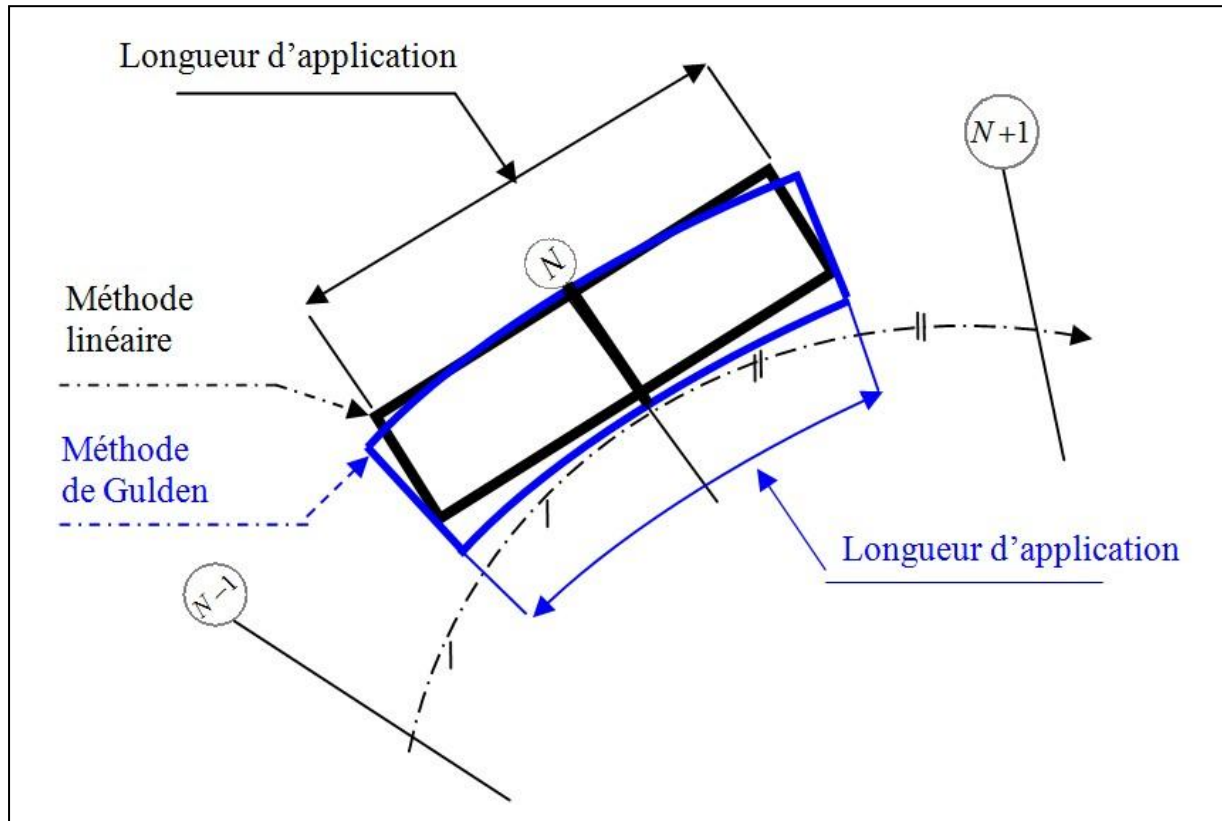 Longueur d'application
N+1
N
Méthode
linéaire
Méthode
de Gulden
Longueur d'application
N-1